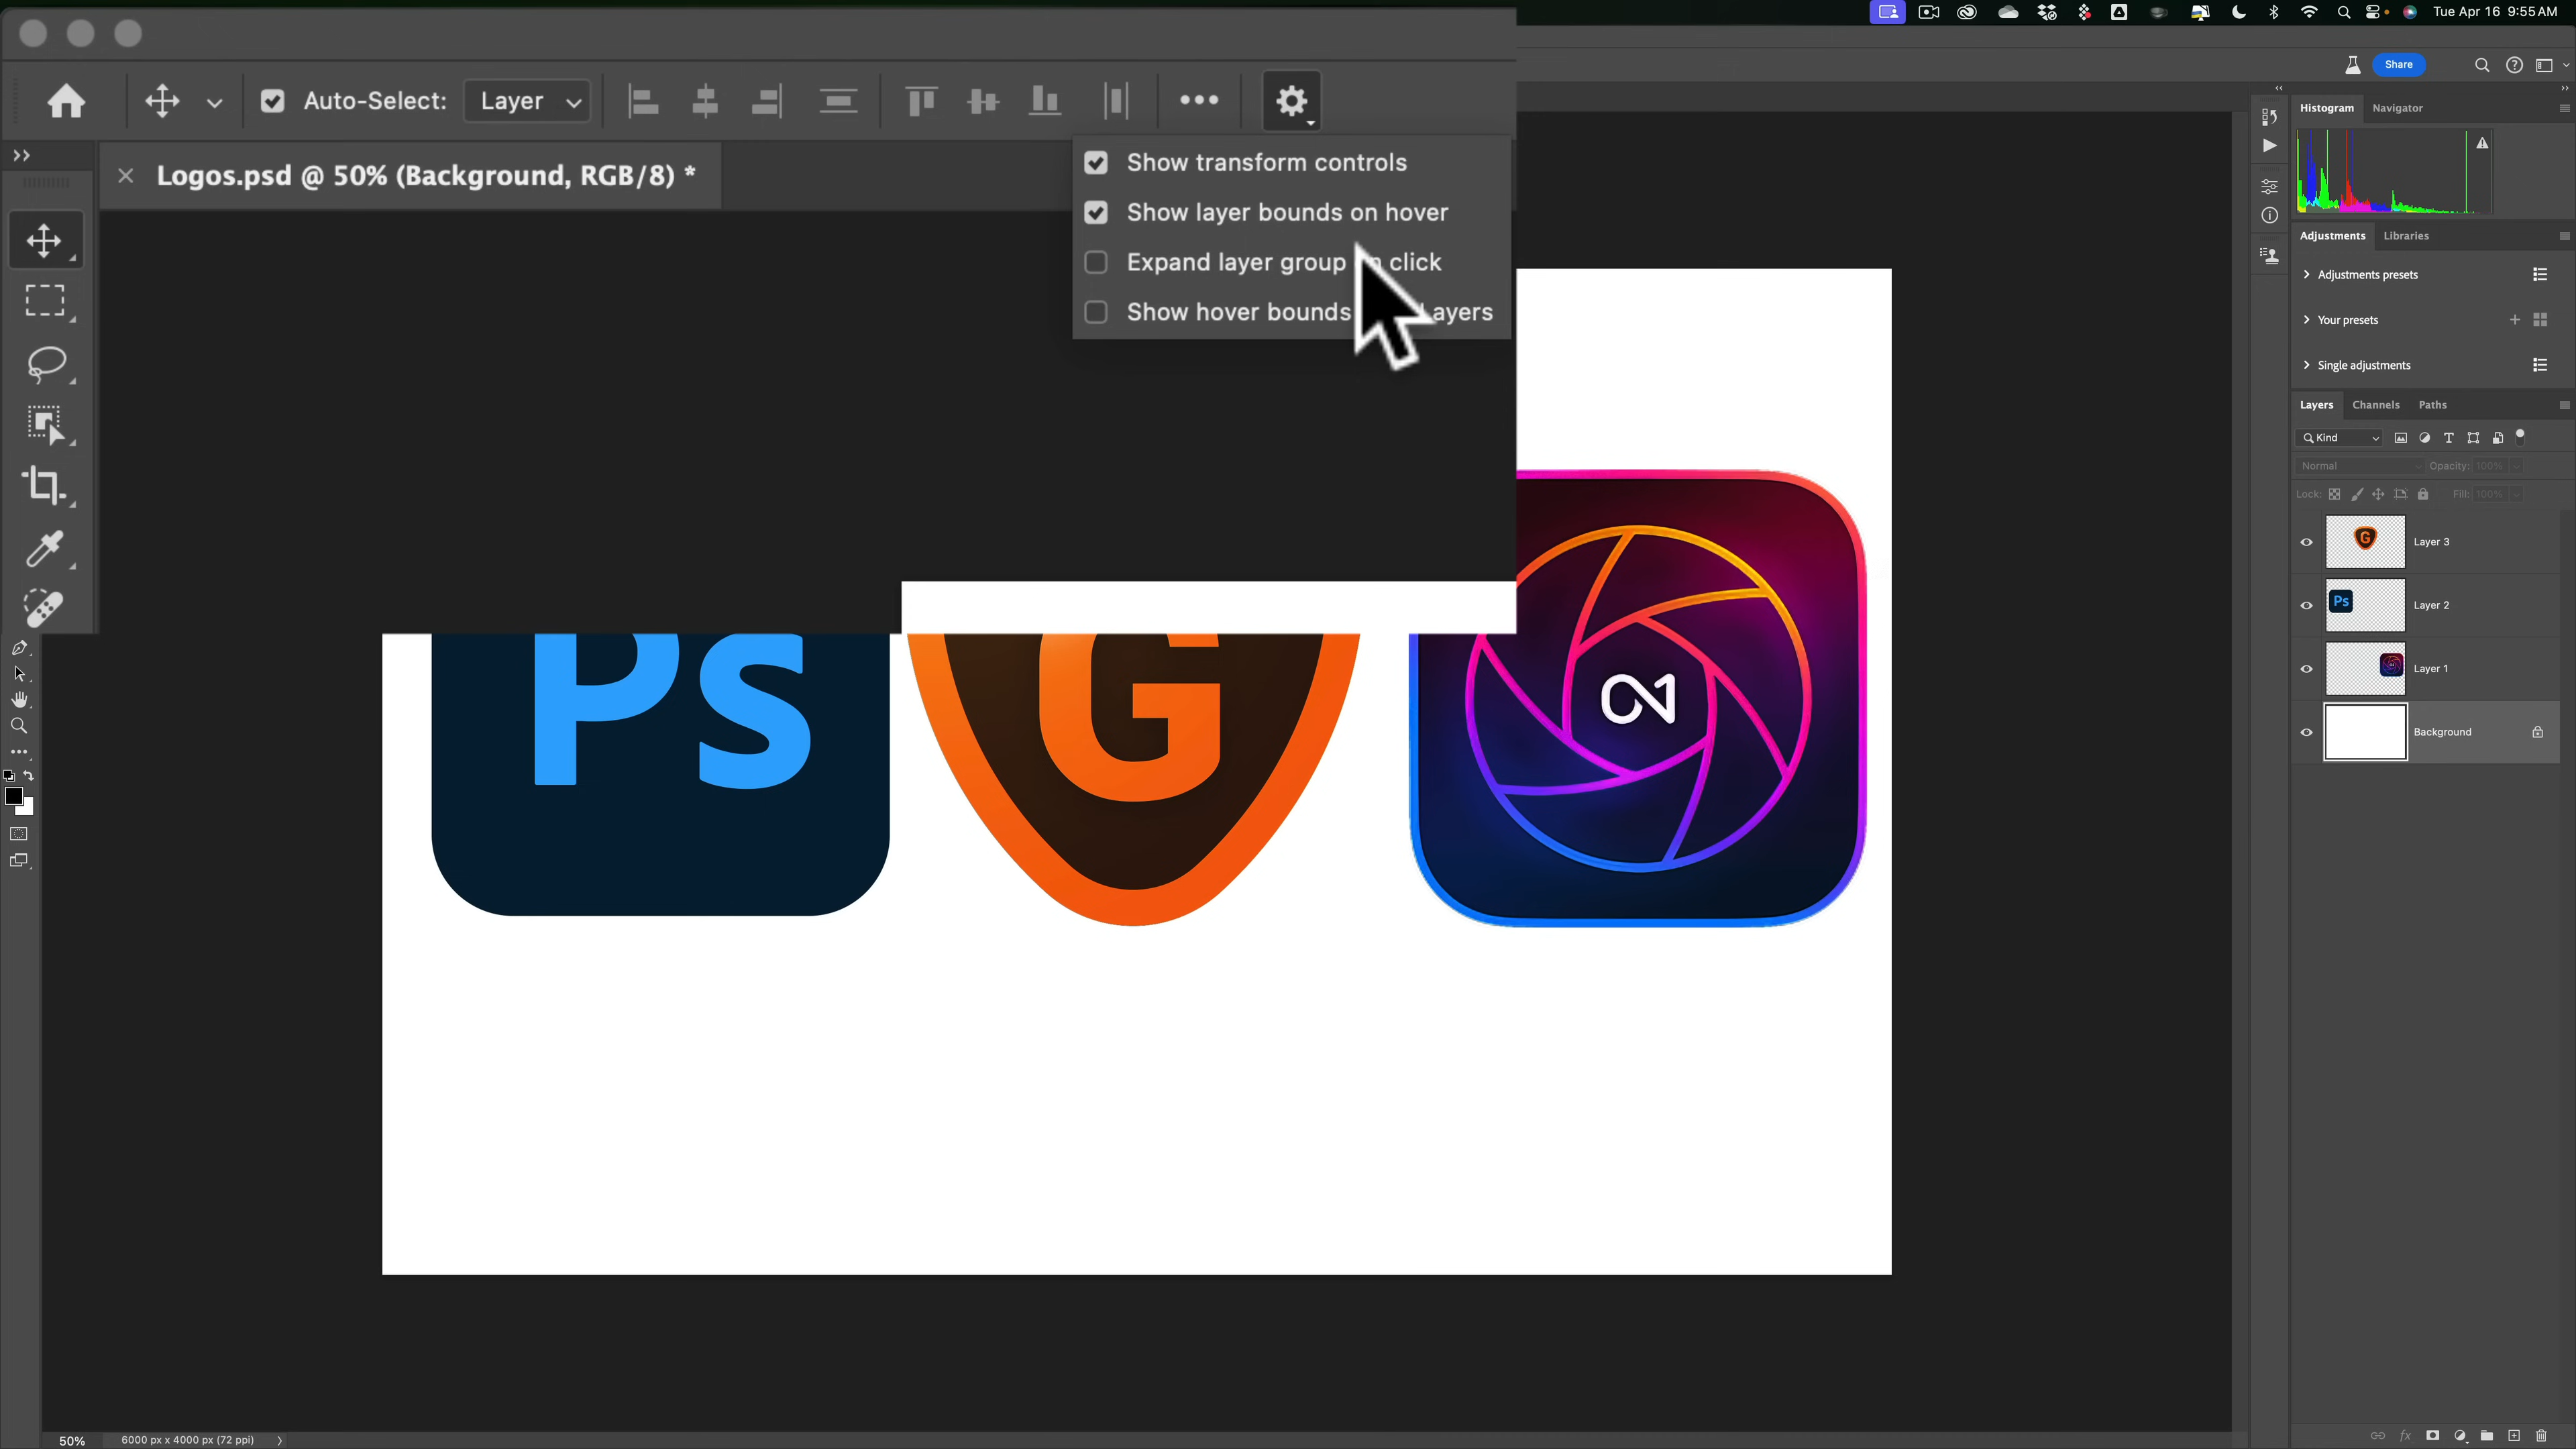 Tue Apr 16 9:55 AM
Share
Auto-Select: Layer
Logos.psd @ 50% (Background, RGB/8) *
Show transform controls
Show layer bounds on hover
Expand layer group click
Show hover bounds
Histogram Navigator
Adjustments Libraries
Adjustments presets
Your presets
Single adjustments
Layers Channels Paths
Kind
Normal Opacity: 100%
Lock: Fill: 100%
G Layer 3
Ps Layer 2
Layer 1
Background
Ps
G
50% 6000 px x 4000 px (72 ppi)